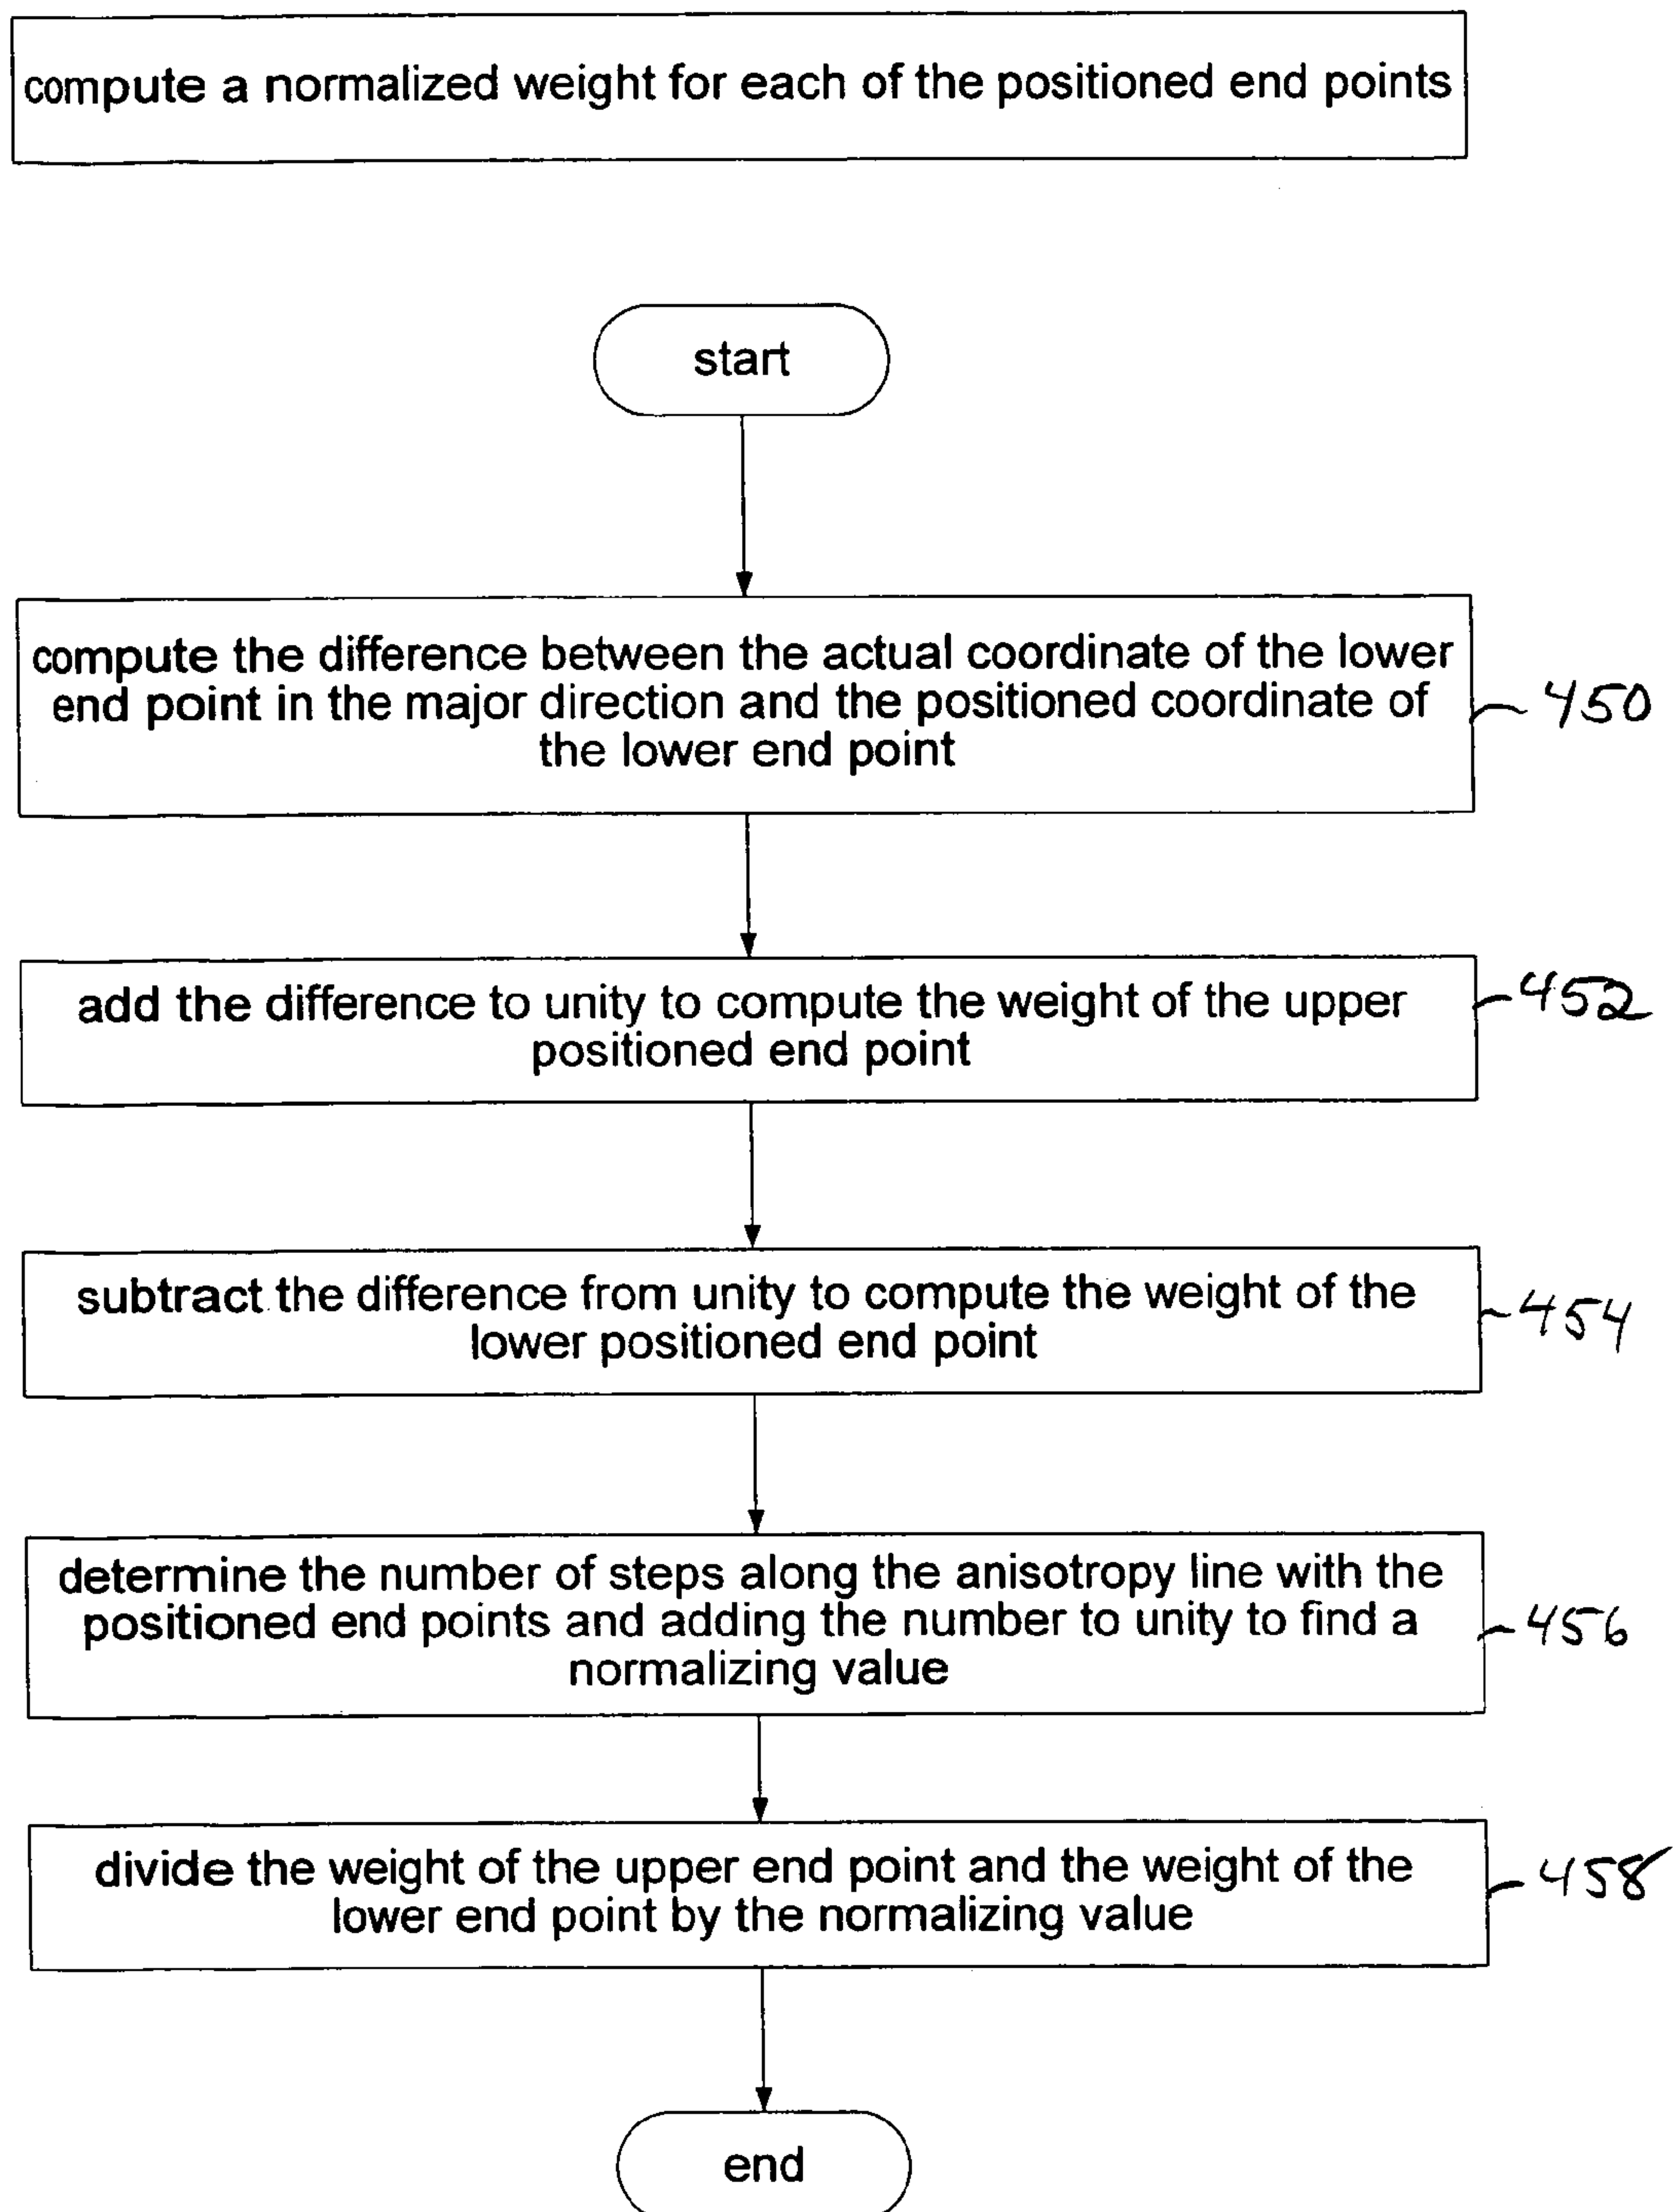 compute a normalized weight for each of the positioned end points
start
compute the difference between the actual coordinate of the lower
end point in the major direction and the positioned coordinate of
the lower end point
450
add the difference to unity to compute the weight of the upper
positioned end point
452
subtract the difference from unity to compute the weight of the
lower positioned end point
454
determine the number of steps along the anisotropy line with the
positioned end points and adding the number to unity to find a
normalizing value
456
divide the weight of the upper end point and the weight of the
lower end point by the normalizing value
458
end